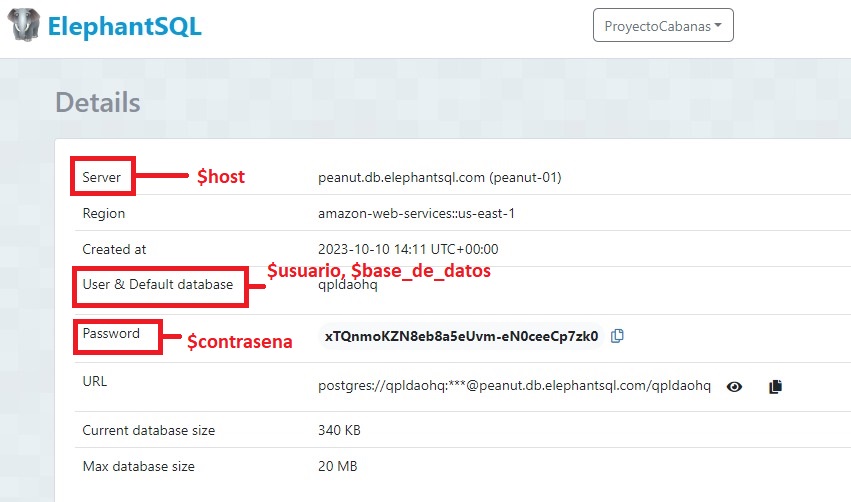 ElephantSQL
ProyectoCabanas
Details
Server $host peanut.db.elephantsql.com (peanut-01)
Region amazon-web-services::us-east-1
Created at 2023-10-10 14:11 UTC+00:00
$usuario, $base_de_datos
User & Default database qpldaohq
Password $contrasena xTQnmoKZN8eb8a5eUvm-eN0ceeCp7zk0
URL postgres://qpldaohq:***@peanut.db.elephantsql.com/qpldaohq
Current database size 340 KB
Max database size 20 MB